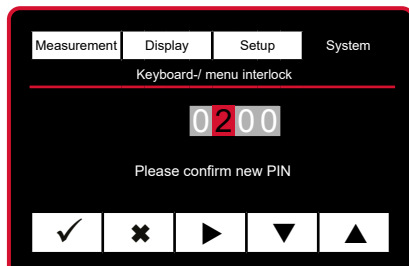 Measurement Display Setup System
Keyboard-/ menu interlock
0200
Please confirm new PIN